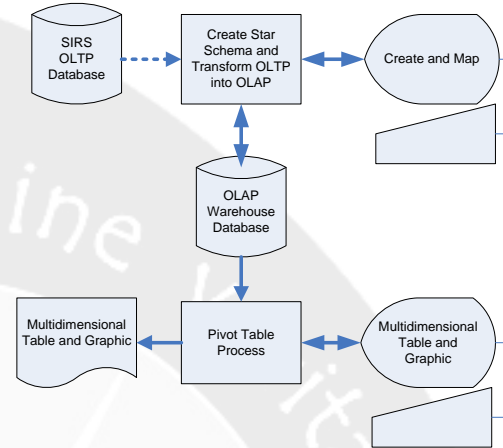 SIRS
OLTP
Database
Create Star
Schema and
Transform OLTP
into OLAP
Create and Map
OLAP
Warehouse
Database
Multidimensional
Table and Graphic
Pivot Table
Process
Multidimensional
Table and
Graphic
ine